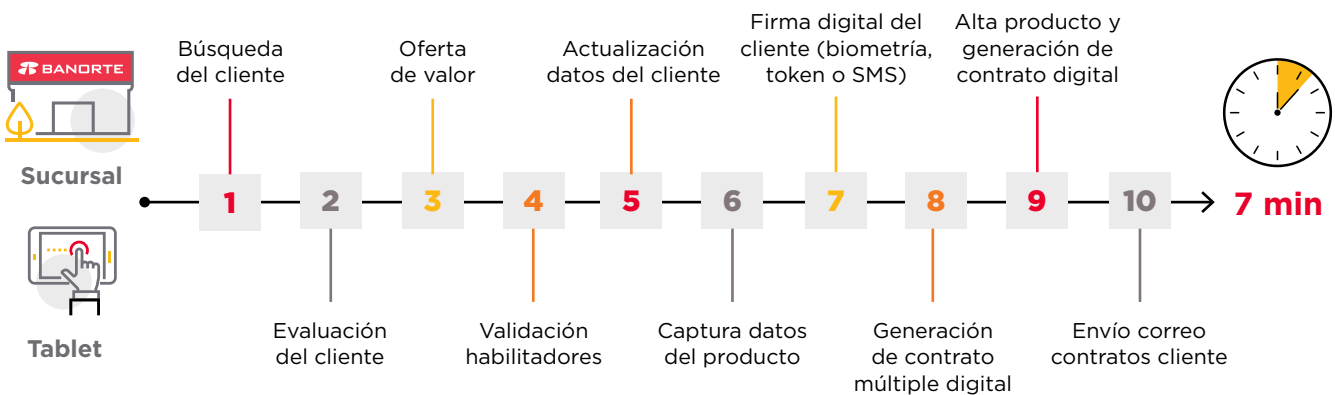 BANORTE
Sucursal
Tablet
1
Búsqueda
del cliente
2
Evaluación
del cliente
3
Oferta
de valor
4
Validación
habilitadores
5
Actualización
datos del cliente
6
Captura datos
del producto
7
Firma digital del
cliente (biometría,
token o SMS)
8
Generación
de contrato
múltiple digital
9
Alta producto y
generación de
contrato digital
10
Envío correo
contratos cliente
7 min